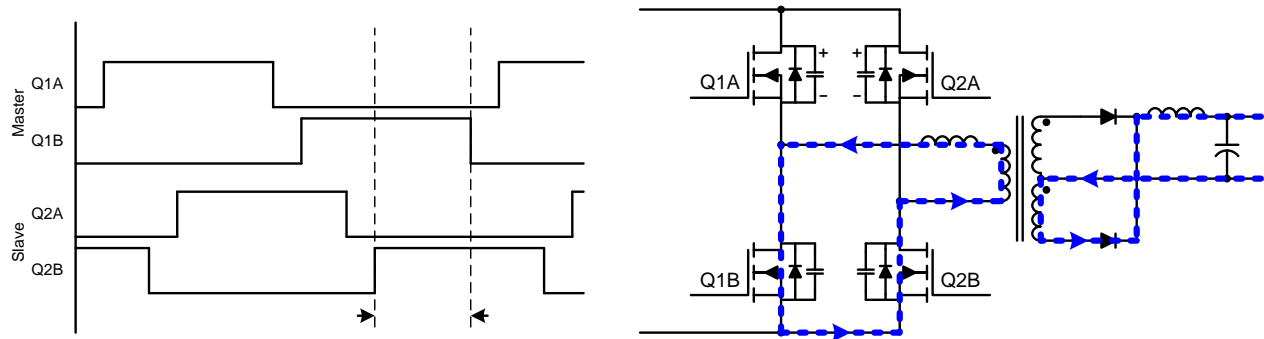 Master
Q1A
Q1B
Slave
Q2A
Q2B
Q1A
+
−
+
−
Q2A
Q1B
Q2B